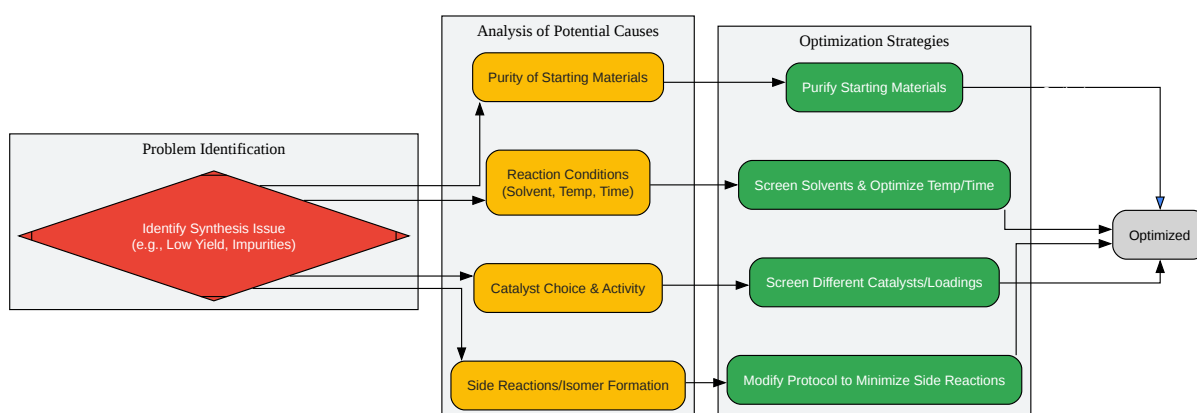 Problem Identification
Identify Synthesis Issue
(e.g., Low Yield, Impurities)
Analysis of Potential Causes
Purity of Starting Materials
Reaction Conditions
(Solvent, Temp, Time)
Catalyst Choice & Activity
Side Reactions/Isomer Formation
Optimization Strategies
Purify Starting Materials
Screen Solvents & Optimize Temp/Time
Screen Different Catalysts/Loadings
Modify Protocol to Minimize Side Reactions
Optimized